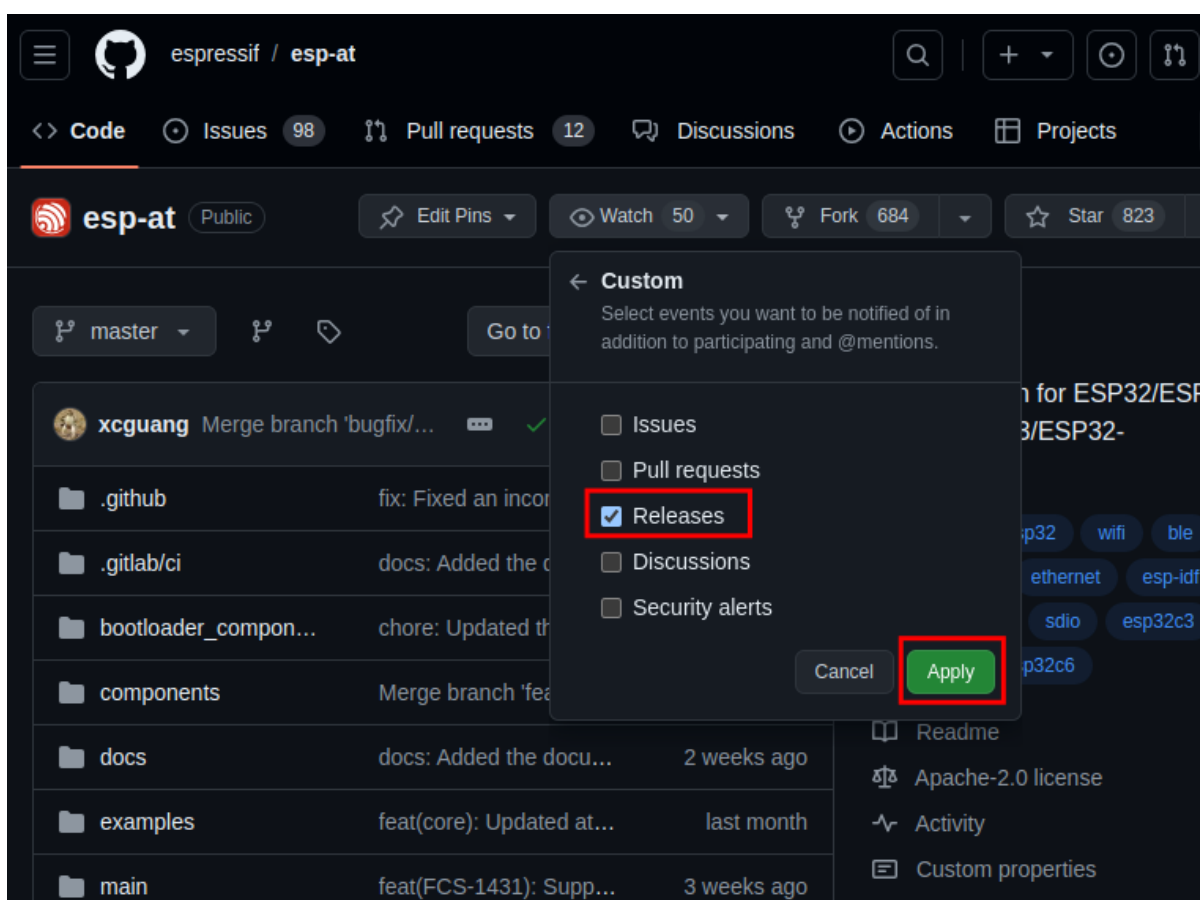 espressif / esp-at
Code Issues 98 Pull requests 12 Discussions Actions Projects
esp-at Public Edit Pins Watch 50 Fork 684 Star 823
Custom
Select events you want to be notified of in
addition to participating and @mentions.
master Go to
Issues
Pull requests
Releases
Discussions
Security alerts
Cancel Apply
xcguang Merge branch 'bugfix/...
.github fix: Fixed an incor
.gitlab/ci docs: Added the
bootloader_compon... chore: Updated th
components Merge branch 'fea
docs docs: Added the docu... 2 weeks ago
examples feat(core): Updated at... last month
main feat(FCS-1431): Supp... 3 weeks ago
n for ESP32/ESP
3/ESP32-
sp32 wifi ble
ethernet esp-idf
sdio esp32c3
sp32c6
Readme
Apache-2.0 license
Activity
Custom properties